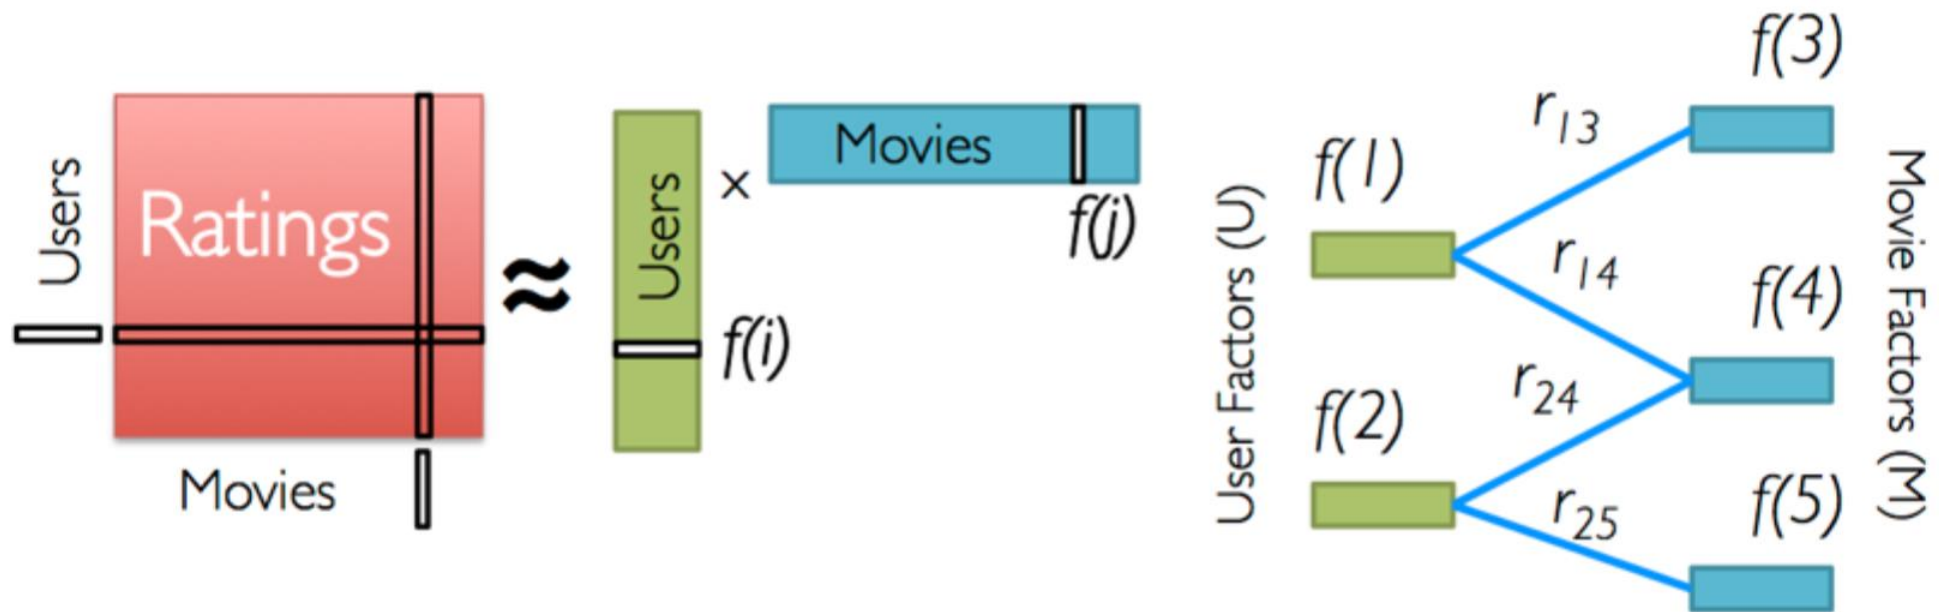 Users
Ratings
Movies
≈
Users
f(i)
x
Movies
f(j)
User Factors (U)
f(1)
f(2)
r13
r14
r24
r25
f(3)
f(4)
f(5)
Movie Factors (M)